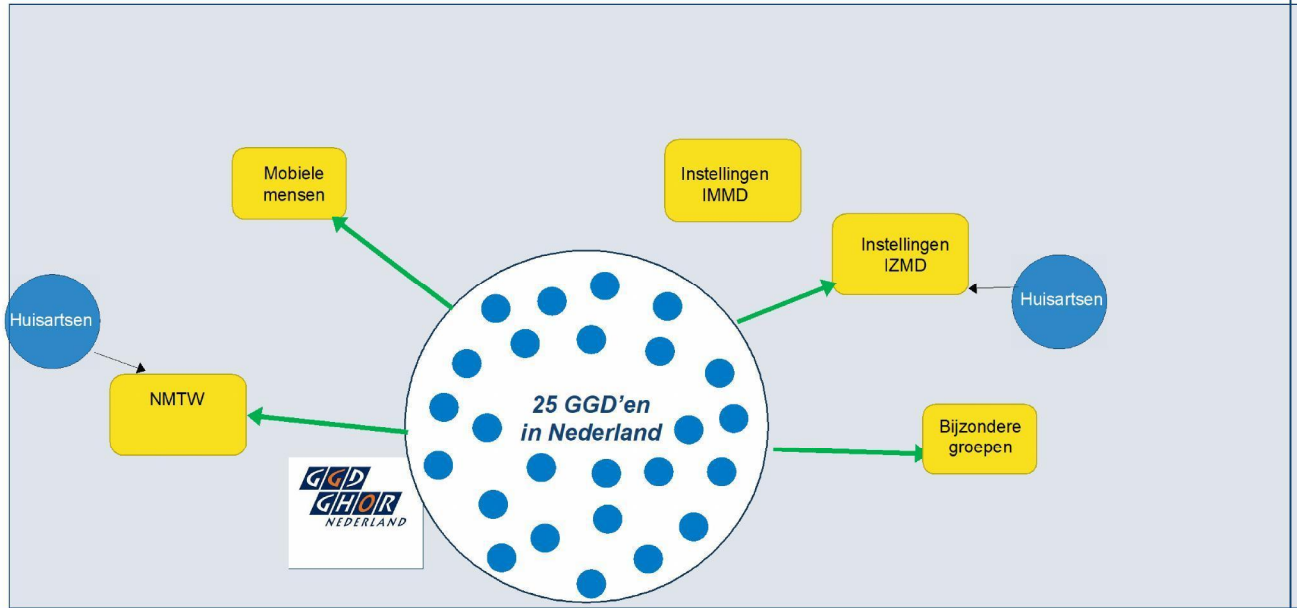 Mobiele
mensen
Instellingen
IMMD
Instellingen
IZMD
Huisartsen
Huisartsen
NMTW
25 GGD'en
in Nederland
Bijzondere
groepen
GGD
GHOR
NEDERLAND